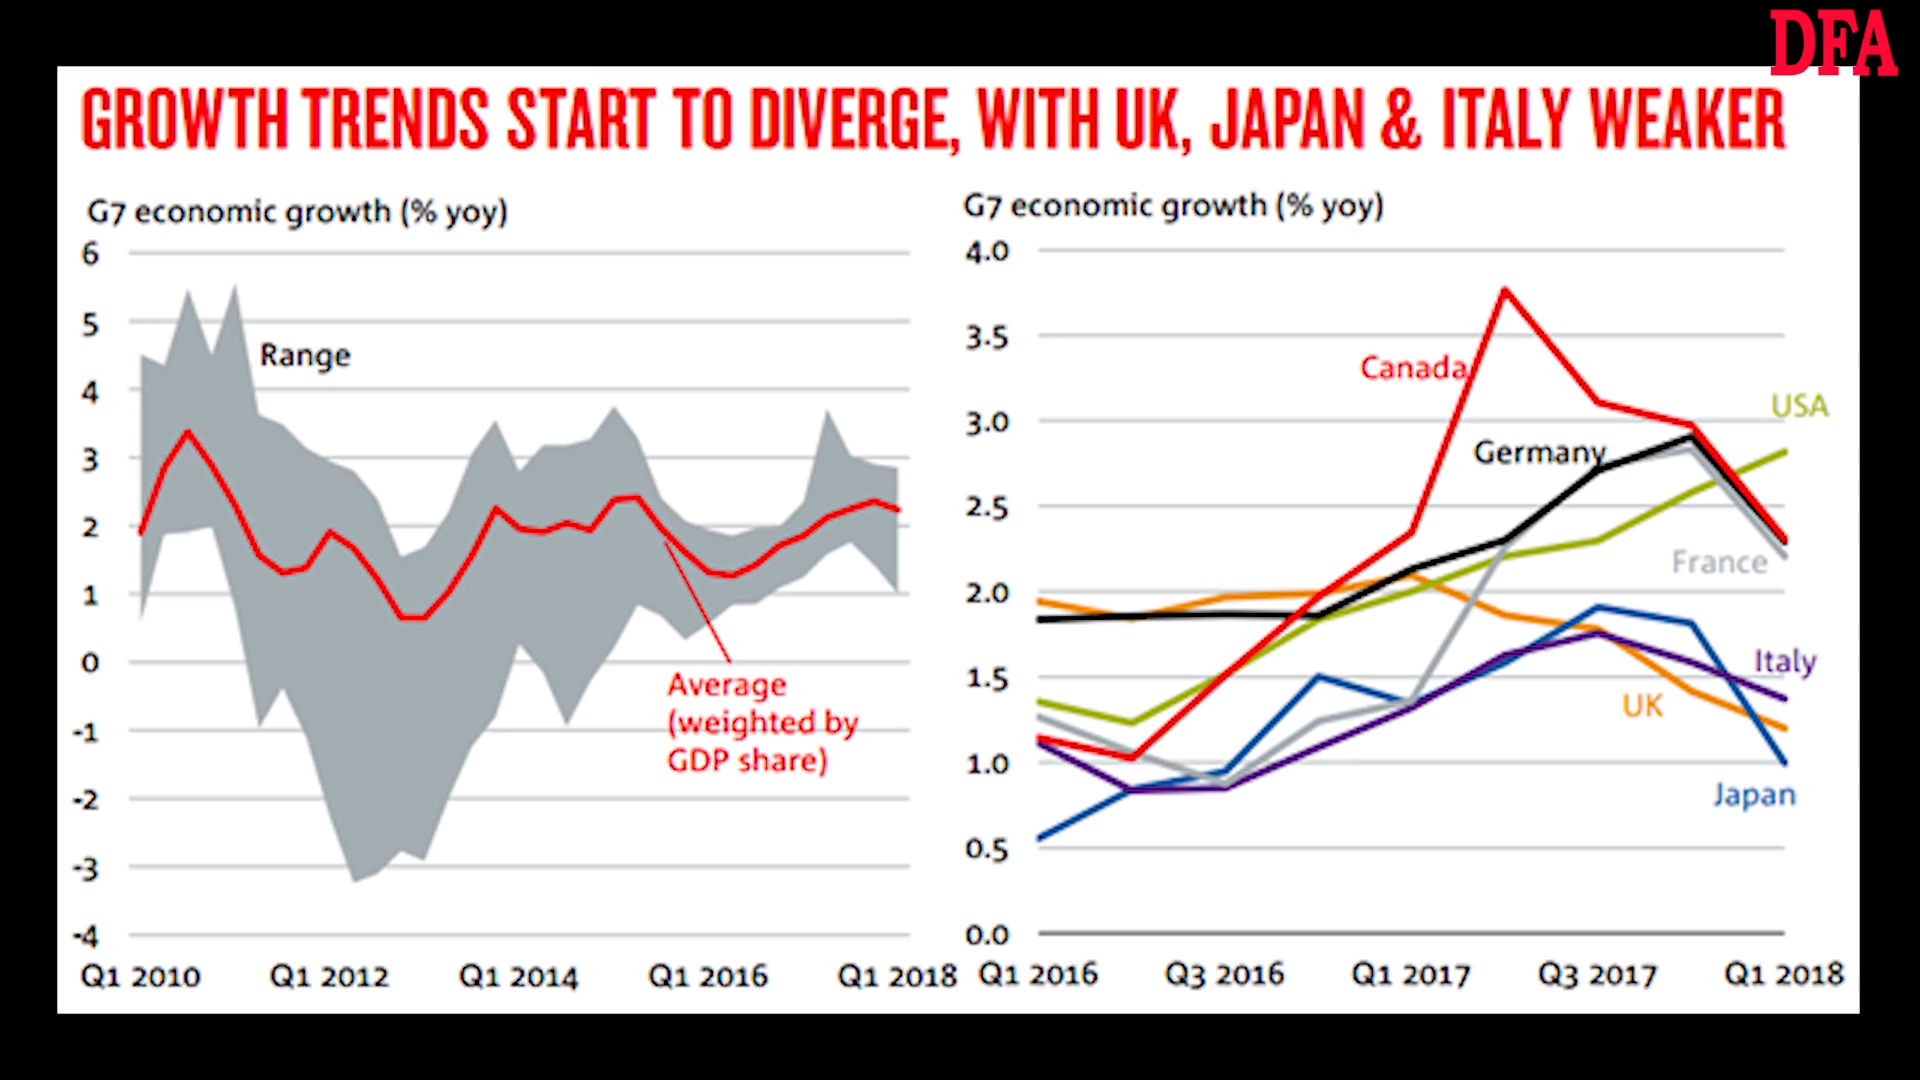 DFA
GROWTH TRENDS START TO DIVERGE, WITH UK, JAPAN & ITALY WEAKER
G7 economic growth (% yoy)
6
5
4
3
2
1
0
-1
-2
-3
-4
Range
Average
(weighted by
GDP share)
Q1 2010
Q1 2012
Q1 2014
Q1 2016
Q1 2018
G7 economic growth (% yoy)
4.0
3.5
3.0
2.5
2.0
1.5
1.0
0.5
0.0
Canada
USA
Germany
France
Italy
UK
Japan
Q1 2016
Q3 2016
Q1 2017
Q3 2017
Q1 2018